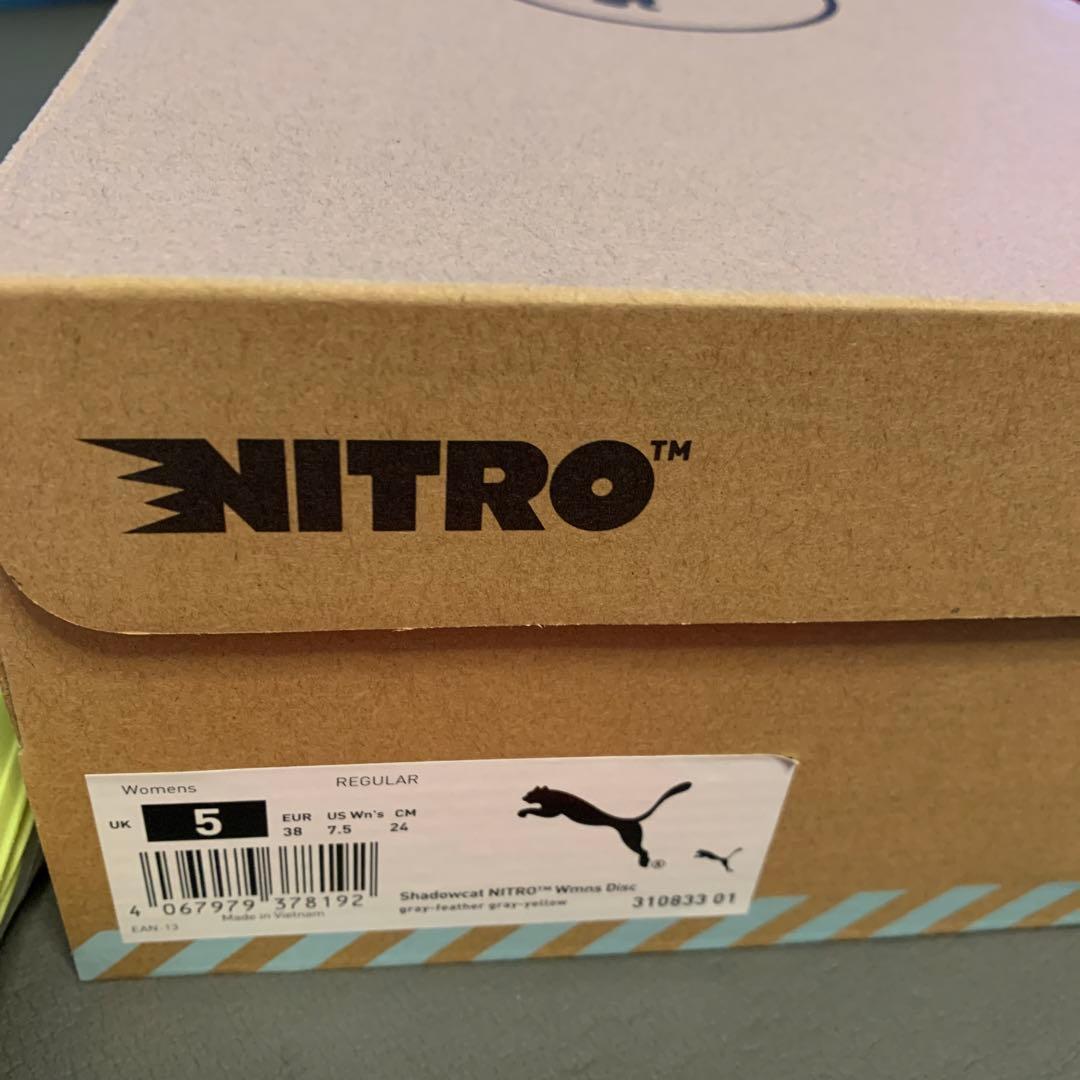 NITRO™
Womens REGULAR
UK 5 EUR 38 US Wn's 7.5 CM 24
4 067979 378192
Made in Vietnam
EAN-13
Shadowcat NITRO™ Wmns Disc
gray-feather gray-yellow
310833 01
®